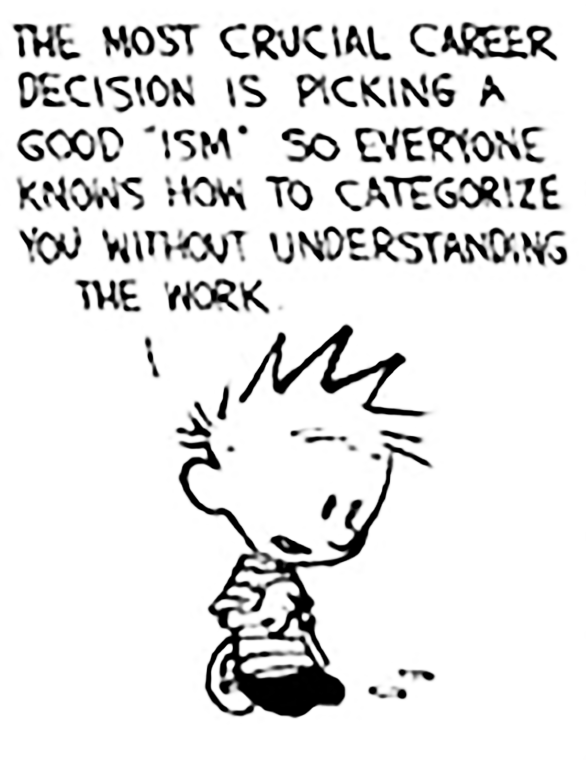 THE MOST CRUCIAL CAREER
DECISION IS PICKING A
GOOD "ISM" SO EVERYONE
KNOWS HOW TO CATEGORIZE
YOU WITHOUT UNDERSTANDING
THE WORK.